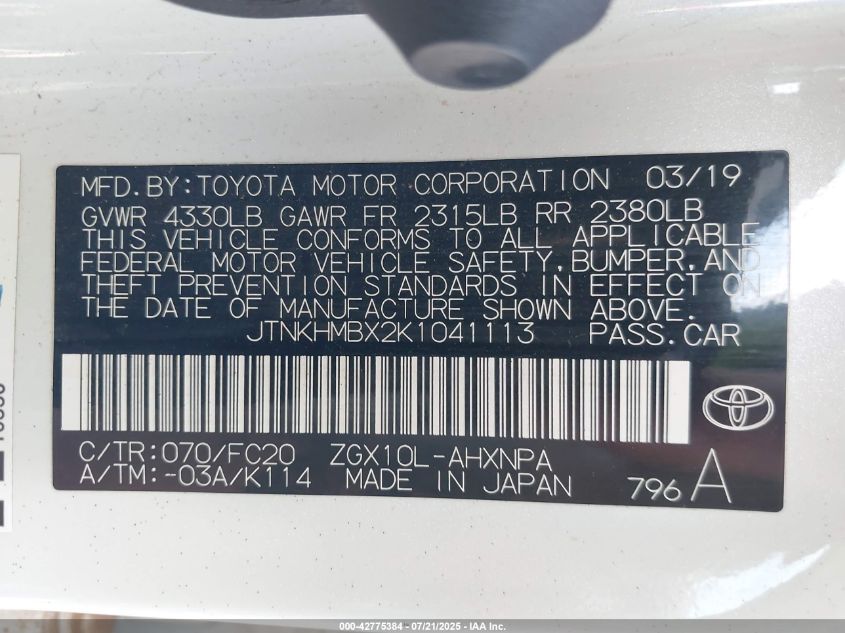 MFD.BY:TOYOTA MOTOR CORPORATION 03/19
GVWR 4330LB GAWR FR 2315LB RR 2380LB
THIS VEHICLE CONFORMS TO ALL APPLICABLE
FEDERAL MOTOR VEHICLE SAFETY,BUMPER,AND
THEFT PREVENTION STANDARDS IN EFFECT ON
THE DATE OF MANUFACTURE SHOWN ABOVE.
JTNKHMBX2K1041113 PASS.CAR
C/TR:070/FC20 ZGX10L-AHXNPA
A/TM:-03A/K114 MADE IN JAPAN 796 A
000-42775384 - 07/21/2025 - IAA Inc.